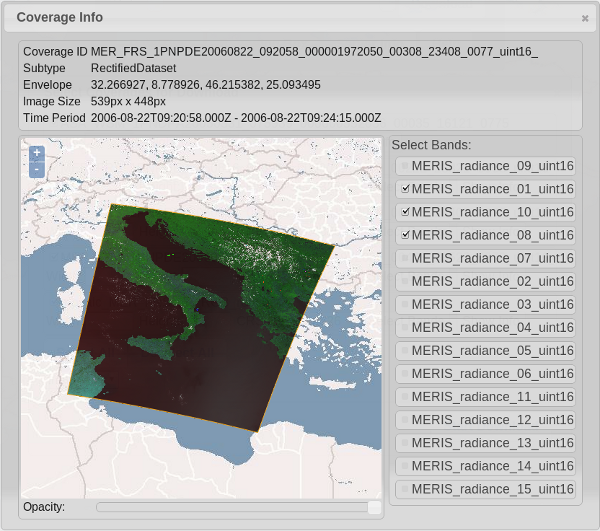 Coverage Info
Coverage ID MER_FRS_1PNPDE20060822_092058_000001972050_00308_23408_0077_uint16_
Subtype RectifiedDataset
Envelope 32.266927, 8.778926, 46.215382, 25.093495
Image Size 539px x 448px
Time Period 2006-08-22T09:20:58.000Z - 2006-08-22T09:24:15.000Z
+
-
Select Bands:
MERIS_radiance_09_uint16
MERIS_radiance_01_uint16
MERIS_radiance_10_uint16
MERIS_radiance_08_uint16
MERIS_radiance_07_uint16
MERIS_radiance_02_uint16
MERIS_radiance_03_uint16
MERIS_radiance_04_uint16
MERIS_radiance_05_uint16
MERIS_radiance_06_uint16
MERIS_radiance_11_uint16
MERIS_radiance_12_uint16
MERIS_radiance_13_uint16
MERIS_radiance_14_uint16
MERIS_radiance_15_uint16
Opacity: